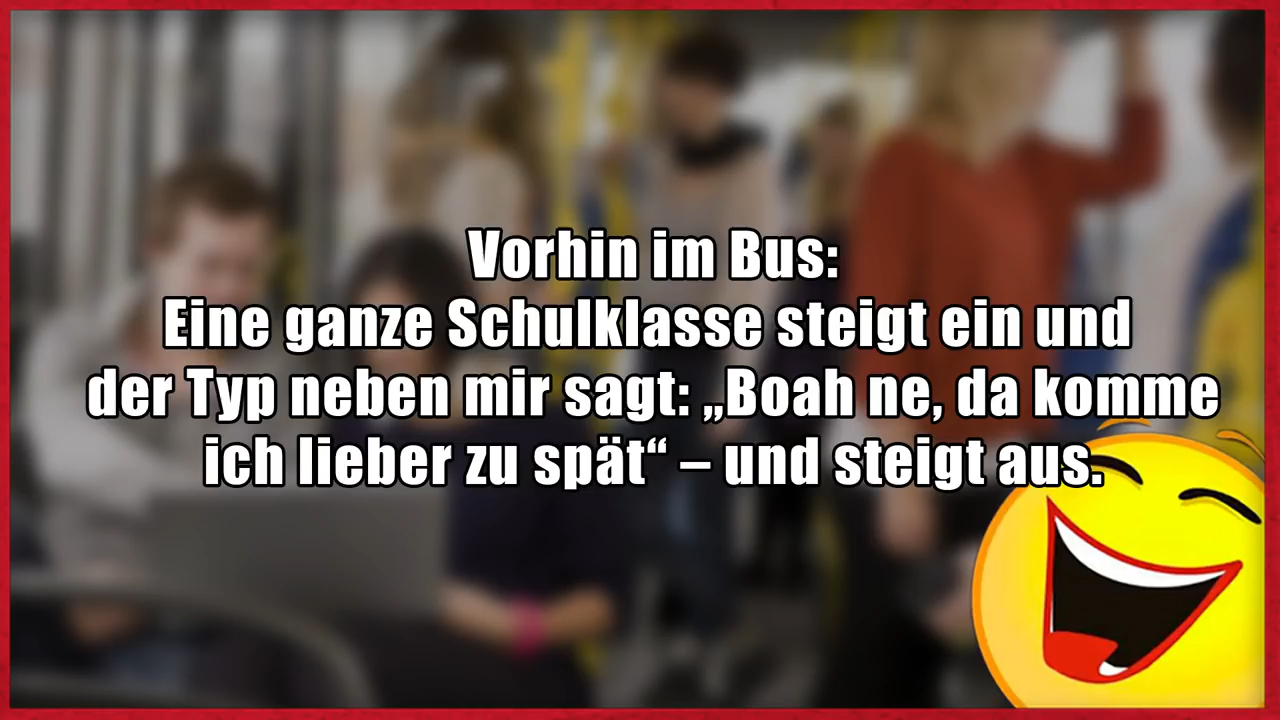 Vorhin im Bus:
Eine ganze Schulklasse steigt ein und
der Typ neben mir sagt: „Boah ne, da komme
ich lieber zu spät“ – und steigt aus.